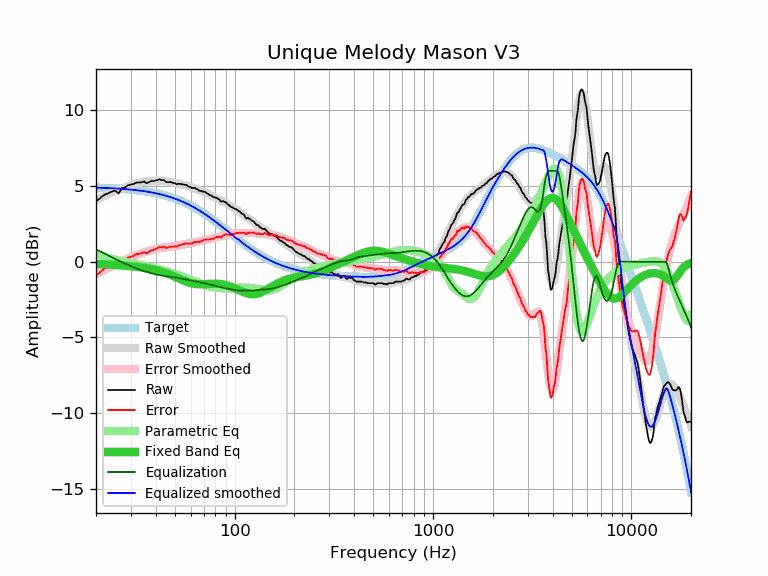 Unique Melody Mason V3
Amplitude (dBr)
10
5
0
−5
−10
−15
Target
Raw Smoothed
Error Smoothed
Raw
Error
Parametric Eq
Fixed Band Eq
Equalization
Equalized smoothed
100
1000
10000
Frequency (Hz)